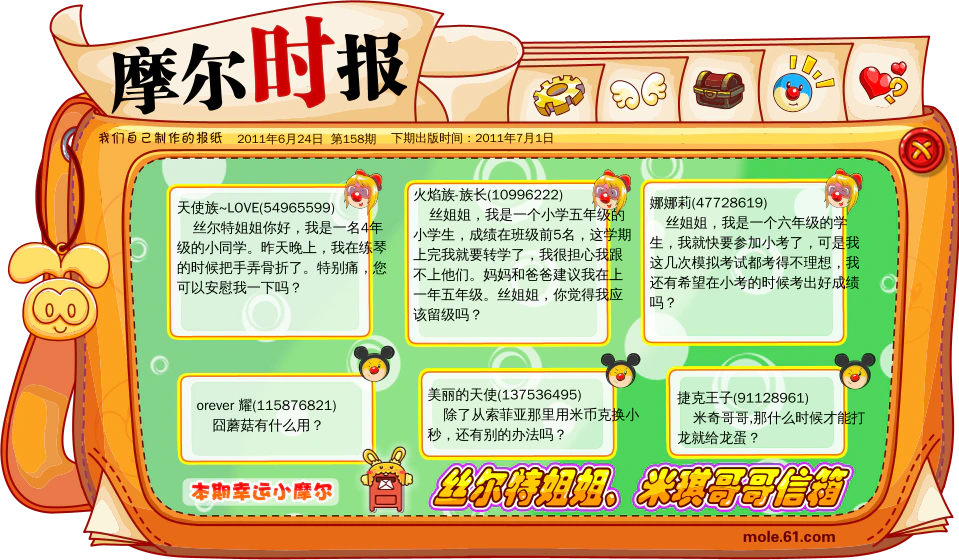 摩尔时报
我们自己制作的报纸 2011年6月24日 第158期 下期出版时间：2011年7月1日
天使族~LOVE(54965599)
丝尔特姐姐你好，我是一名4年
级的小同学。昨天晚上，我在练琴
的时候把手弄骨折了。特别痛，您
可以安慰我一下吗？
火焰族-族长(10996222)
丝姐姐，我是一个小学五年级的
小学生，成绩在班级前5名，这学期
上完我就要转学了，我很担心我跟
不上他们。妈妈和爸爸建议我在上
一年五年级。丝姐姐，你觉得我应
该留级吗？
娜娜莉(47728619)
丝姐姐，我是一个六年级的学
生，我就快要参加小考了，可是我
这几次模拟考试都考得不理想，我
还有希望在小考的时候考出好成绩
吗？
orever 耀(115876821)
囧蘑菇有什么用？
美丽的天使(137536495)
除了从索菲亚那里用米币克换小
秒，还有别的办法吗？
捷克王子(91128961)
米奇哥哥,那什么时候才能打
龙就给龙蛋？
本期幸运小摩尔
丝尔特姐姐、米琪哥哥信箱
mole.61.com